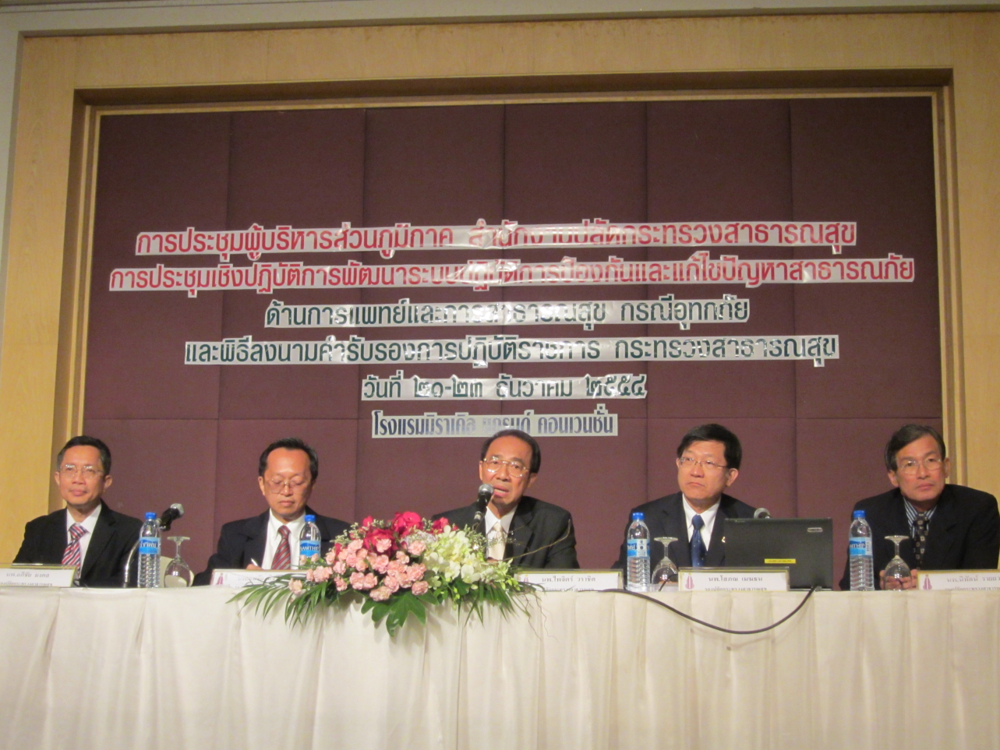 การประชุมผู้บริหารส่วนภูมิภาค สำนักงานปลัดกระทรวงสาธารณสุข
การประชุมเชิงปฏิบัติการพัฒนาระบบปฏิบัติการป้องกันและแก้ไขปัญหาสาธารณภัย
ด้านการแพทย์และการสาธารณสุข กรณีอุทกภัย
และพิธีลงนามคำรับรองการปฏิบัติราชการ กระทรวงสาธารณสุข
วันที่ ๒๑-๒๓ ธันวาคม ๒๕๕๔
โรงแรมมิราเคิล แกรนด์ คอนเวนชั่น
นพ.ไพจิตร์ วราชิต
นพ.โสภณ เมฆธน